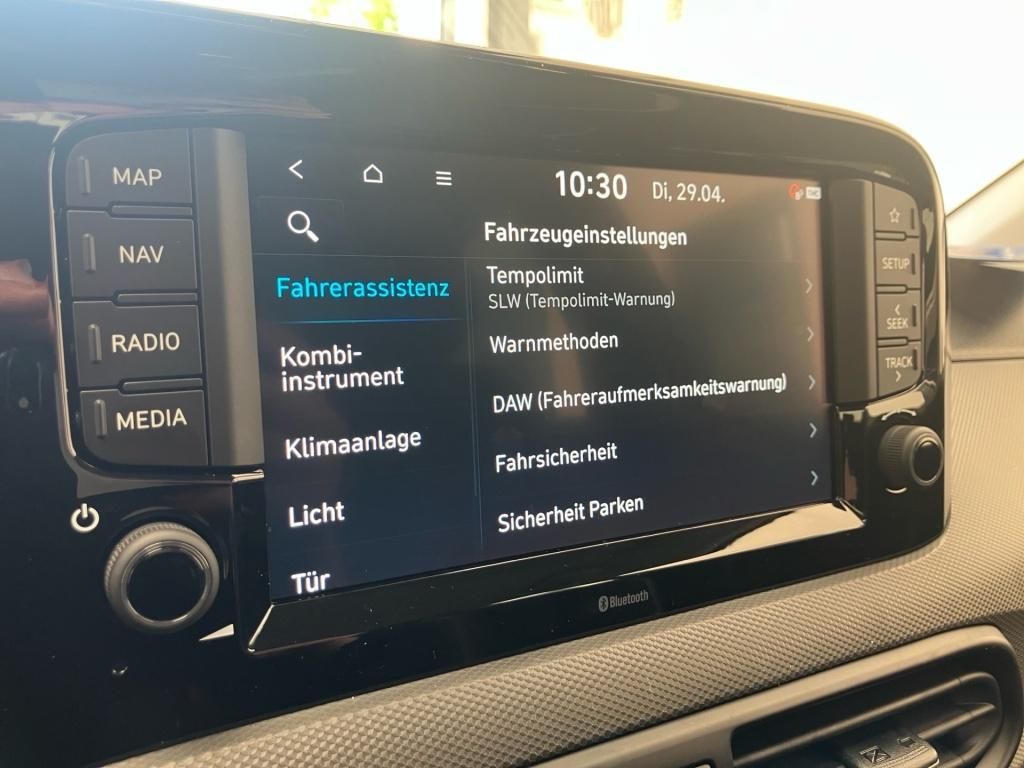 MAP
NAV
RADIO
MEDIA
10:30 Di, 29.04.
Fahrzeugeinstellungen
Fahrerassistenz
Kombi-
instrument
Klimaanlage
Licht
Tür
Tempolimit
SLW (Tempolimit-Warnung)
Warnmethoden
DAW (Fahreraufmerksamkeitswarnung)
Fahrsicherheit
Sicherheit Parken
SETUP
SEEK
TRACK
Bluetooth